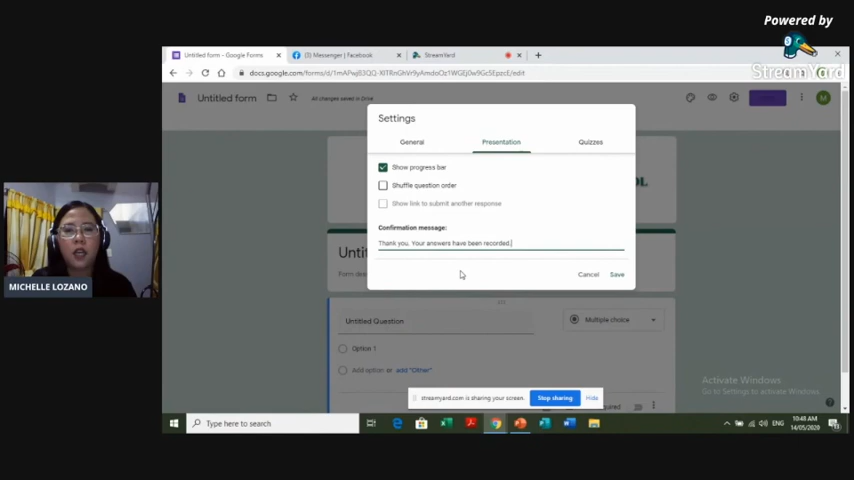 Powered by
StreamYard
Untitled form - Google Forms
Messenger | Facebook
StreamYard
Untitled form
All changes saved in Drive
M
Settings
General
Presentation
Quizzes
Show progress bar
Shuffle question order
Show link to submit another response
Confirmation message:
Thank you. Your answers have been recorded.
Cancel
Save
MICHELLE LOZANO
Untitled Question
Multiple choice
Option 1
Add option or add "Other"
Activate Windows
Go to Settings to activate Windows.
streamyard.com is sharing your screen.
Stop sharing
Hide
Type here to search
ENG
10:48 AM
14/05/2020